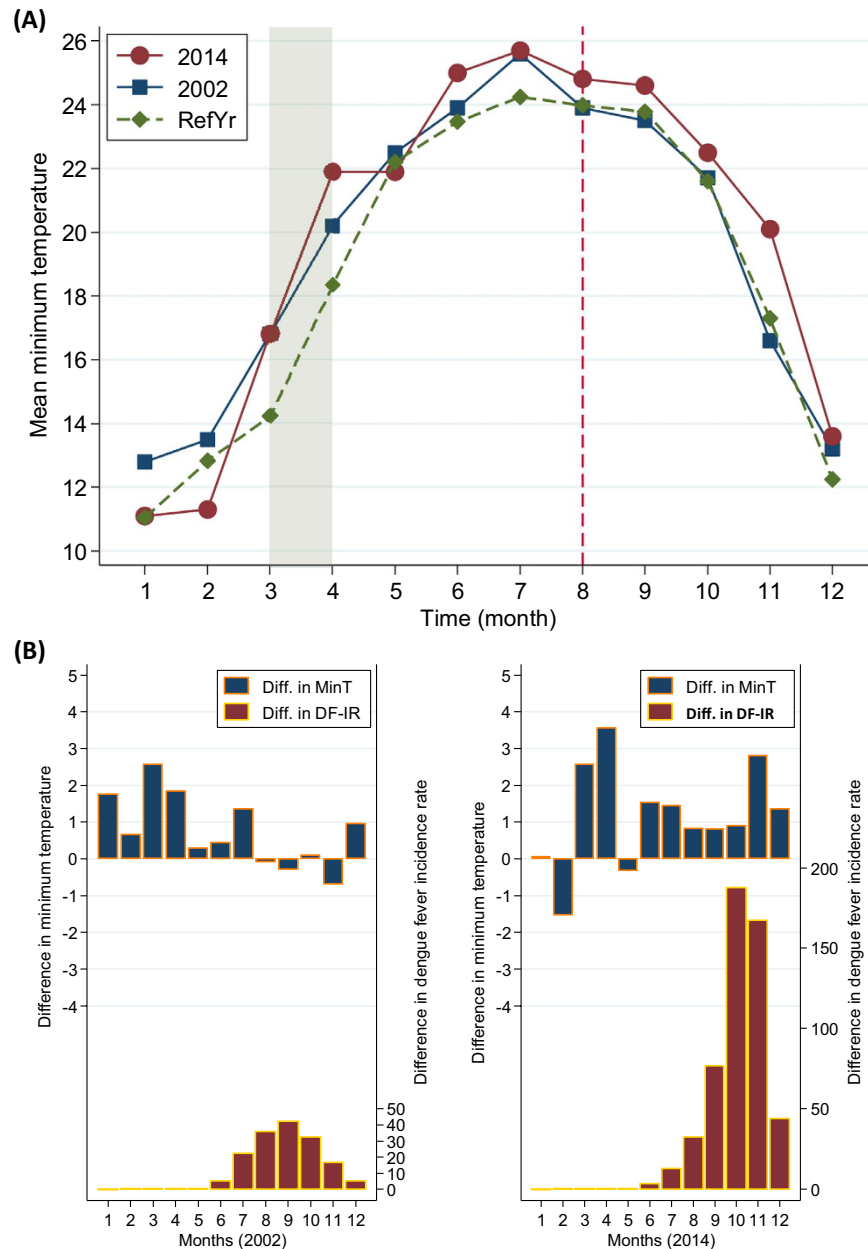 (A)
26
24
22
20
18
16
14
12
10
Mean minimum temperature
2014
2002
RefYr
1 2 3 4 5 6 7 8 9 10 11 12
Time (month)
(B)
5
4
3
2
1
0
-1
-2
-3
-4
Difference in minimum temperature
Diff. in MinT
Diff. in DF-IR
50
40
30
20
10
0
Difference in dengue fever incidence rate
1 2 3 4 5 6 7 8 9 10 11 12
Months (2002)
5
4
3
2
1
0
-1
-2
-3
-4
Difference in minimum temperature
Diff. in MinT
Diff. in DF-IR
200
150
100
50
0
Difference in dengue fever incidence rate
1 2 3 4 5 6 7 8 9 10 11 12
Months (2014)